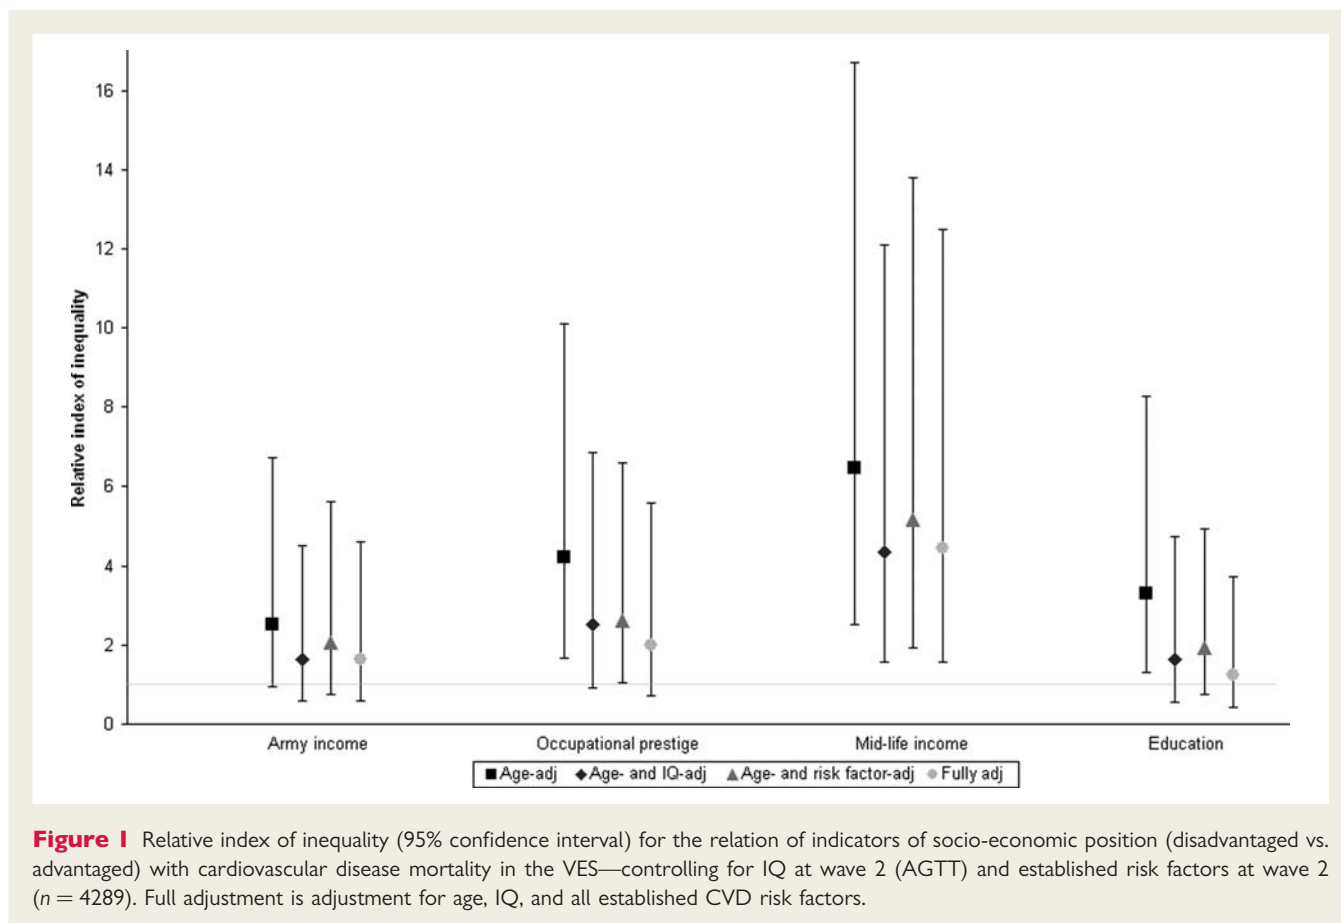 16
14
12
10
8
6
4
2
0
Relative index of inequality
Army income Occupational prestige Mid-life income Education
Age-adj Age- and IQ-adj Age- and risk factor-adj Fully adj
Figure 1 Relative index of inequality (95% confidence interval) for the relation of indicators of socio-economic position (disadvantaged vs.
advantaged) with cardiovascular disease mortality in the VES—controlling for IQ at wave 2 (AGTT) and established risk factors at wave 2
(n = 4289). Full adjustment is adjustment for age, IQ, and all established CVD risk factors.